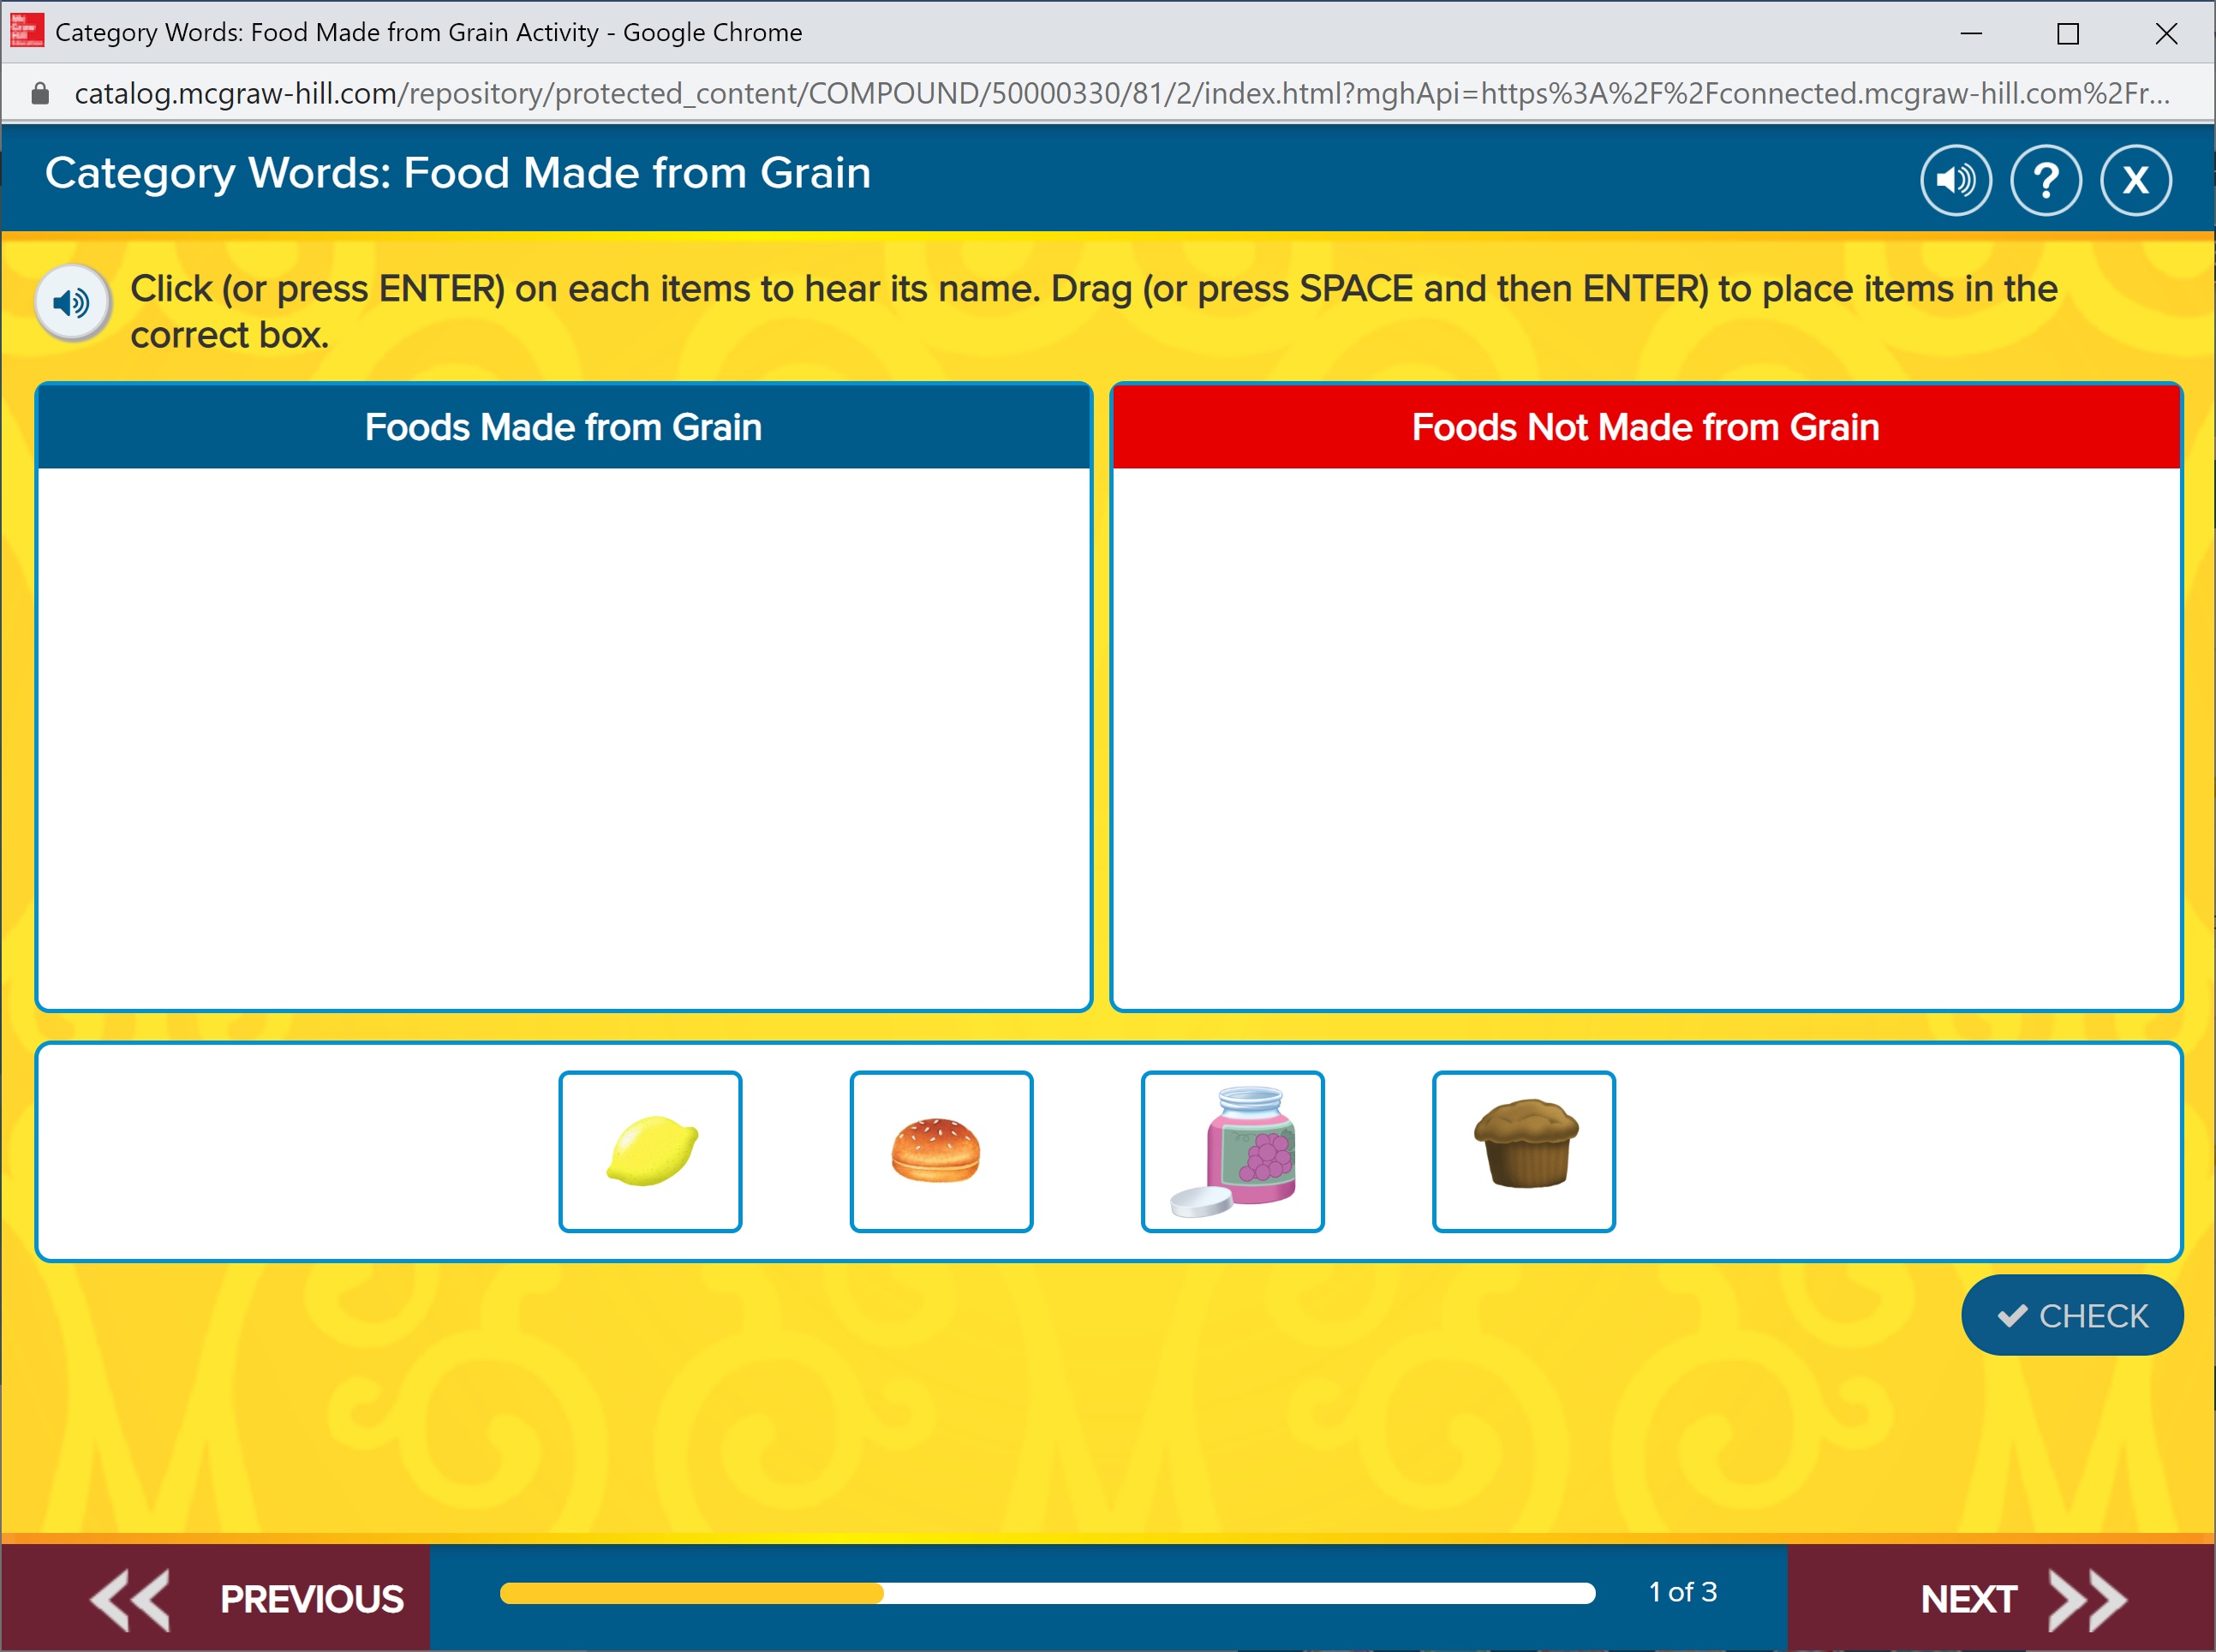 Category Words: Food Made from Grain Activity - Google Chrome
catalog.mcgraw-hill.com/repository/protected_content/COMPOUND/50000330/81/2/index.html?mghApi=https%3A%2F%2Fconnected.mcgraw-hill.com%2Fr...
Category Words: Food Made from Grain
?
X
Click (or press ENTER) on each items to hear its name. Drag (or press SPACE and then ENTER) to place items in the
correct box.
Foods Made from Grain
Foods Not Made from Grain
CHECK
PREVIOUS
1 of 3
NEXT